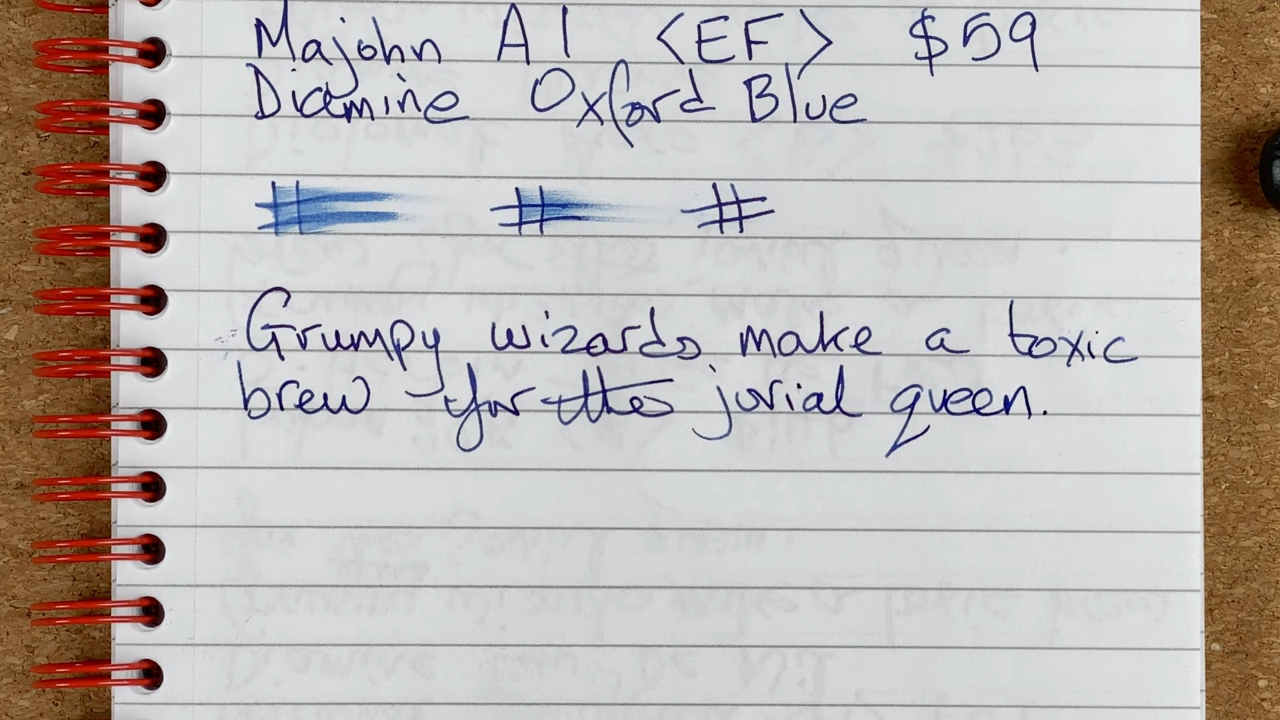 Majohn A1 <EF> $59
Diamine Oxford Blue
# # #
Grumpy wizards make a toxic
brew for the jovial queen.